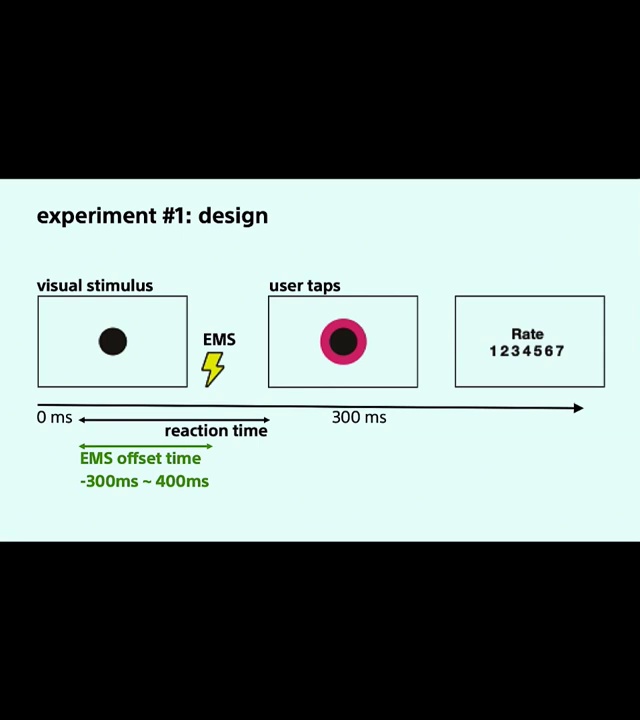 experiment #1: design
visual stimulus
user taps
EMS
Rate
1 2 3 4 5 6 7
0 ms
300 ms
reaction time
EMS offset time
-300ms ~ 400ms